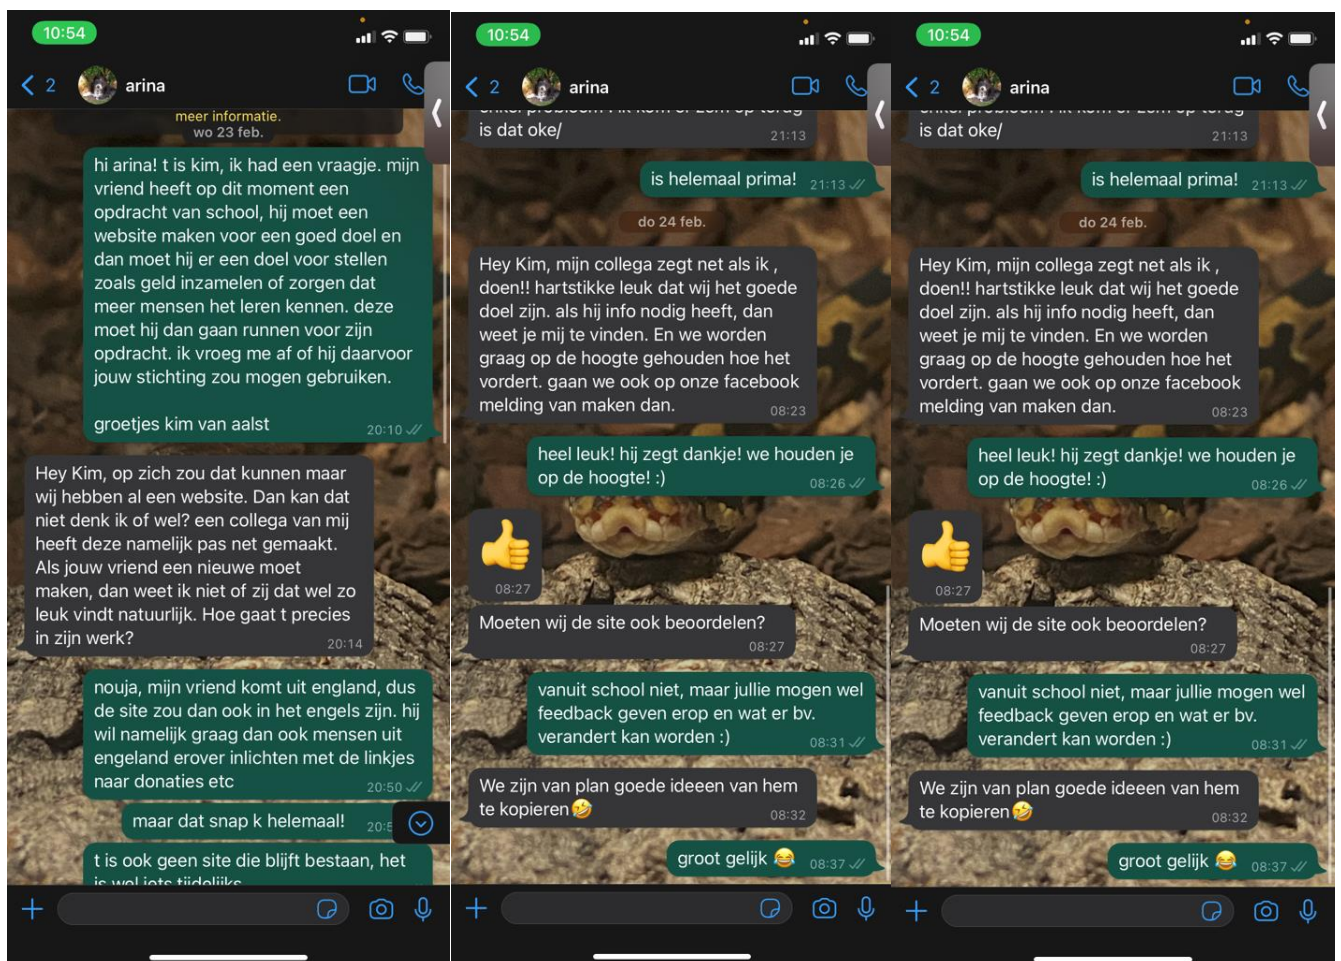 10:54
2
arina
meer informatie.
wo 23 feb.
hi arina! t is kim, ik had een vraagje. mijn
vriend heeft op dit moment een
opdracht van school, hij moet een
website maken voor een goed doel en
dan moet hij er een doel voor stellen
zoals geld inzamelen of zorgen dat
meer mensen het leren kennen. deze
moet hij dan gaan runnen voor zijn
opdracht. ik vroeg me af of hij daarvoor
jouw stichting zou mogen gebruiken.
groetjes kim van aalst
20:10
Hey Kim, op zich zou dat kunnen maar
wij hebben al een website. Dan kan dat
niet denk ik of wel? een collega van mij
heeft deze namelijk pas net gemaakt.
Als jouw vriend een nieuwe moet
maken, dan weet ik niet of zij dat wel zo
leuk vindt natuurlijk. Hoe gaat t precies
in zijn werk?
20:14
nouja, mijn vriend komt uit england, dus
de site zou dan ook in het engels zijn. hij
wil namelijk graag dan ook mensen uit
engeland erover inlichten met de linkjes
naar donaties etc
20:50
maar dat snap k helemaal!
t is ook geen site die blijft bestaan, het
is wel iets tijdelijks
10:54
2
arina
is dat oke/
21:13
is helemaal prima!
21:13
do 24 feb.
Hey Kim, mijn collega zegt net als ik ,
doen!! hartstikke leuk dat wij het goede
doel zijn. als hij info nodig heeft, dan
weet je mij te vinden. En we worden
graag op de hoogte gehouden hoe het
vordert. gaan we ook op onze facebook
melding van maken dan.
08:23
heel leuk! hij zegt dankje! we houden je
op de hoogte! :)
08:26
👍
08:27
Moeten wij de site ook beoordelen?
08:27
vanuit school niet, maar jullie mogen wel
feedback geven erop en wat er bv.
verandert kan worden :)
08:31
We zijn van plan goede ideeen van hem
te kopieren🤣
08:32
groot gelijk 😂
08:37
10:54
2
arina
is dat oke/
21:13
is helemaal prima!
21:13
do 24 feb.
Hey Kim, mijn collega zegt net als ik ,
doen!! hartstikke leuk dat wij het goede
doel zijn. als hij info nodig heeft, dan
weet je mij te vinden. En we worden
graag op de hoogte gehouden hoe het
vordert. gaan we ook op onze facebook
melding van maken dan.
08:23
heel leuk! hij zegt dankje! we houden je
op de hoogte! :)
08:26
👍
08:27
Moeten wij de site ook beoordelen?
08:27
vanuit school niet, maar jullie mogen wel
feedback geven erop en wat er bv.
verandert kan worden :)
08:31
We zijn van plan goede ideeen van hem
te kopieren🤣
08:32
groot gelijk 😂
08:37